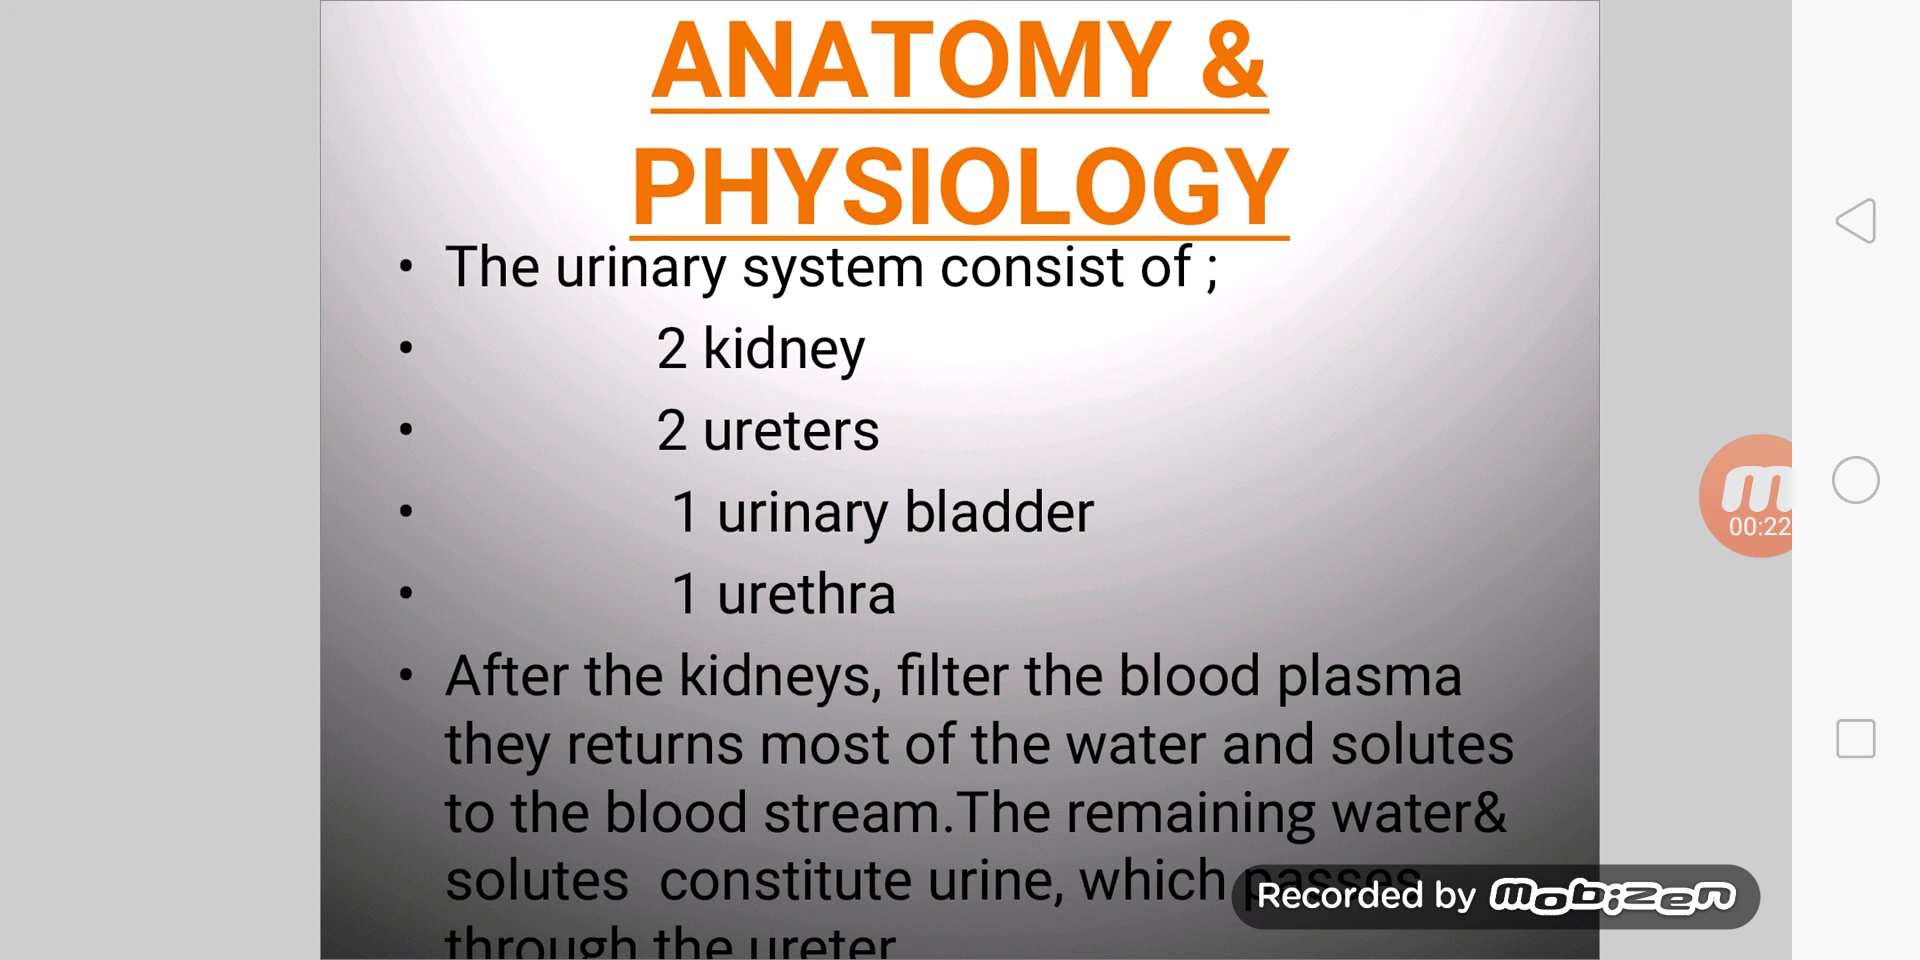 ANATOMY &
PHYSIOLOGY
• The urinary system consist of ;
• 2 kidney
• 2 ureters
• 1 urinary bladder
• 1 urethra
• After the kidneys, filter the blood plasma
they returns most of the water and solutes
to the blood stream.The remaining water&
solutes constitute urine, which passes
through the ureter
m
00:22
Recorded by mobizen